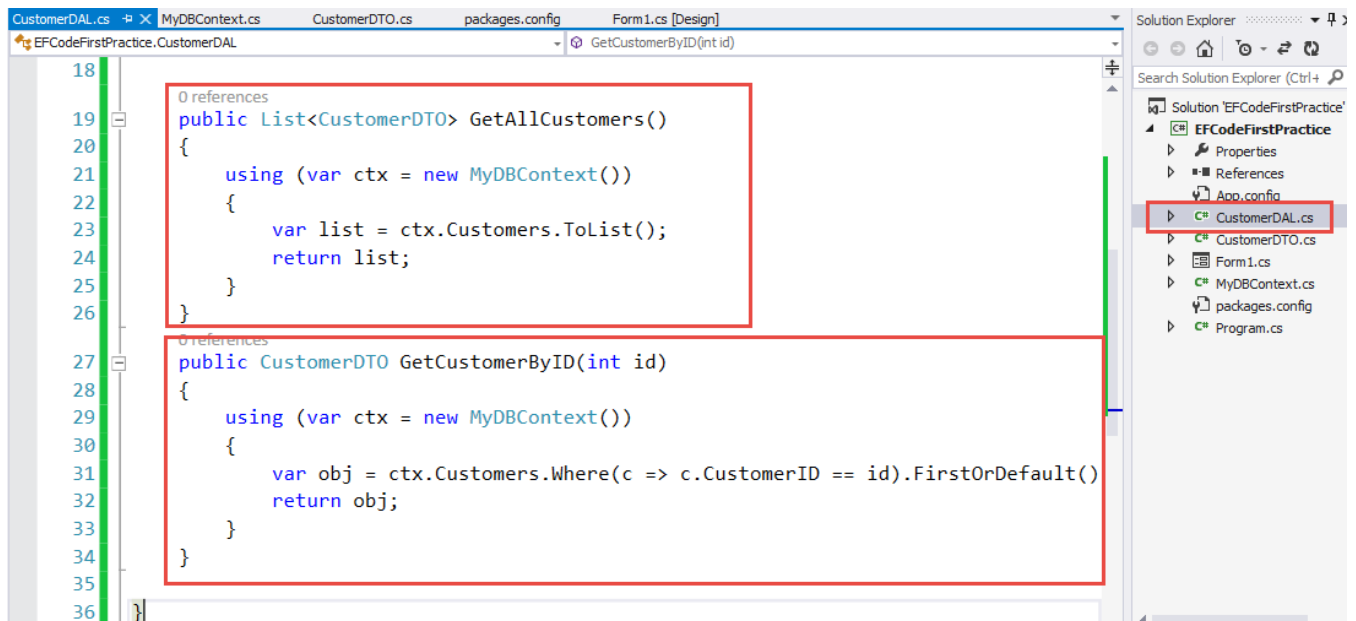 CustomerDAL.cs MyDBContext.cs CustomerDTO.cs packages.config Form1.cs [Design]
EFCodeFirstPractice.CustomerDAL GetCustomerByID(int id)
18
0 references
19 public List<CustomerDTO> GetAllCustomers()
20 {
21 using (var ctx = new MyDBContext())
22 {
23 var list = ctx.Customers.ToList();
24 return list;
25 }
26 }
0 references
27 public CustomerDTO GetCustomerByID(int id)
28 {
29 using (var ctx = new MyDBContext())
30 {
31 var obj = ctx.Customers.Where(c => c.CustomerID == id).FirstOrDefault()
32 return obj;
33 }
34 }
35
36 }
Solution Explorer
Search Solution Explorer (Ctrl+
Solution 'EFCodeFirstPractice'
C# EFCodeFirstPractice
Properties
References
App.config
C# CustomerDAL.cs
C# CustomerDTO.cs
Form1.cs
C# MyDBContext.cs
packages.config
C# Program.cs